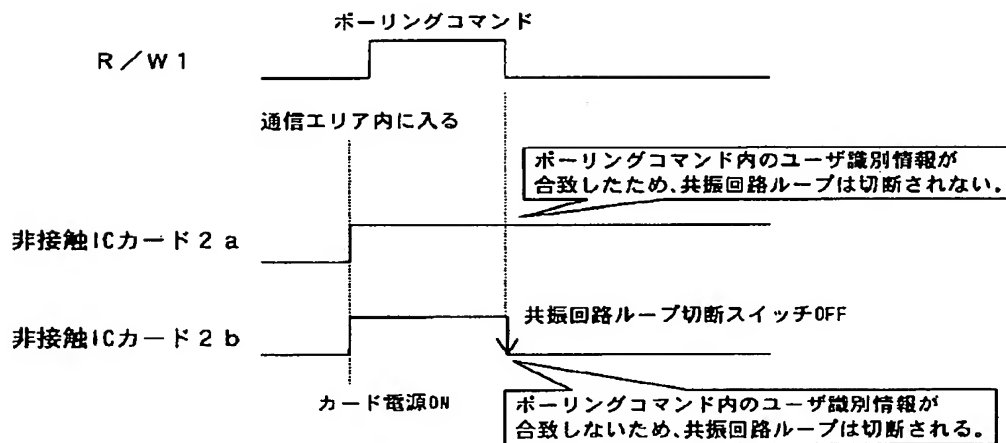 ポーリングコマンド
R／W1
通信エリア内に入る
ポーリングコマンド内のユーザ識別情報が
合致したため、共振回路ループは切断されない。
非接触ICカード2a
共振回路ループ切断スイッチOFF
非接触ICカード2b
カード電源ON
ポーリングコマンド内のユーザ識別情報が
合致しないため、共振回路ループは切断される。